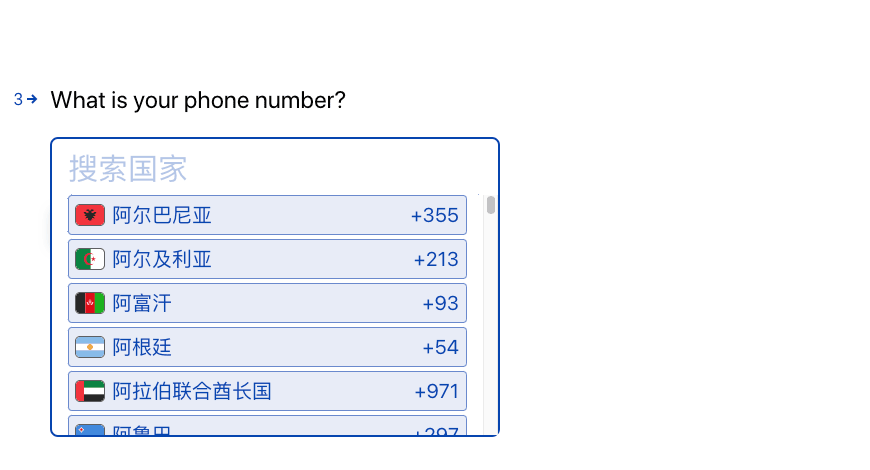 3 → What is your phone number?
搜索国家
阿尔巴尼亚 +355
阿尔及利亚 +213
阿富汗 +93
阿根廷 +54
阿拉伯联合酋长国 +971
阿鲁巴 +297